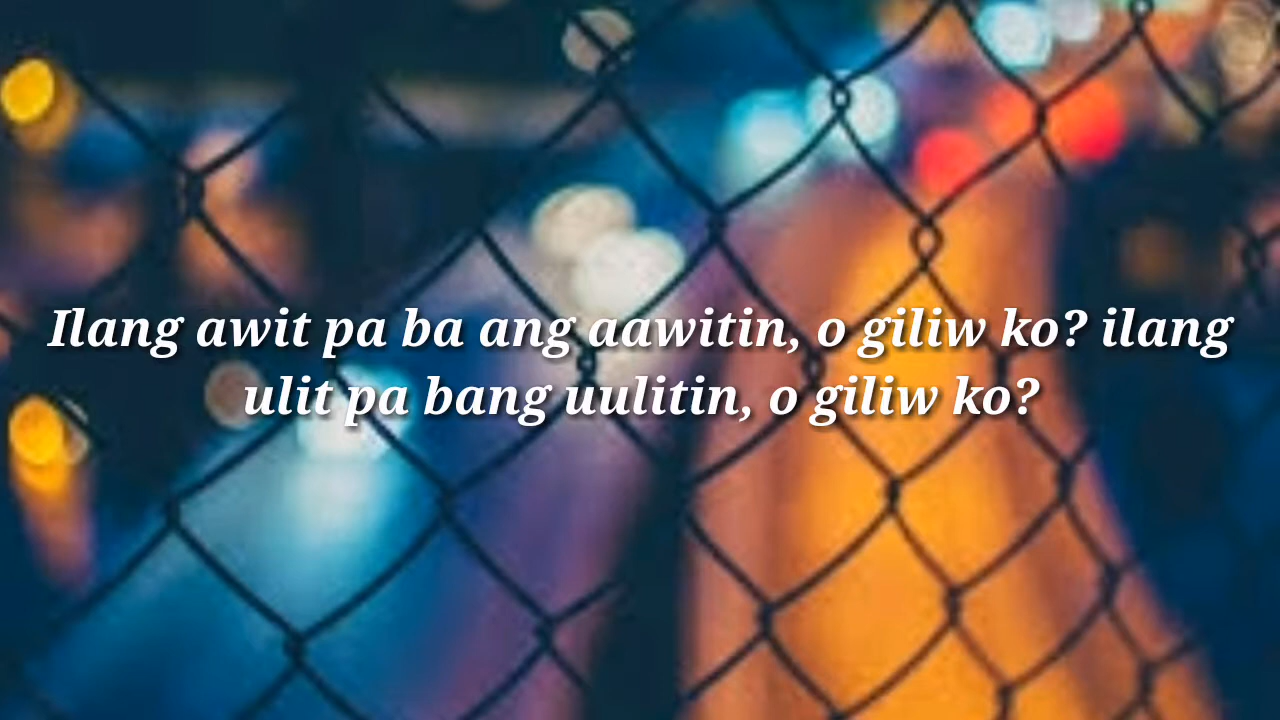 Ilang awit pa ba ang aawitin, o giliw ko? ilang
ulit pa bang uulitin, o giliw ko?